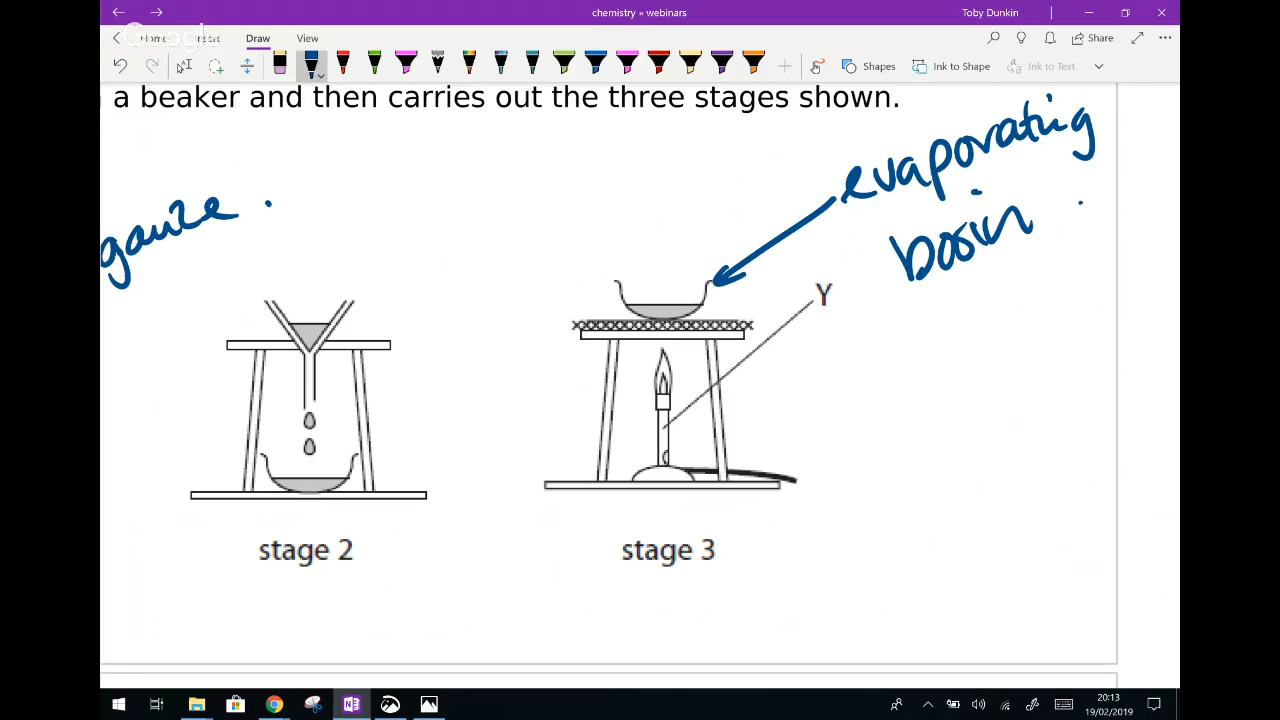 chemistry » webinars
Toby Dunkin
Google
Home
Insert
Draw
View
Share
Shapes
Ink to Shape
Ink to Text
a beaker and then carries out the three stages shown.
gauze.
evaporating
basin.
Y
stage 2
stage 3
20:13
19/02/2019